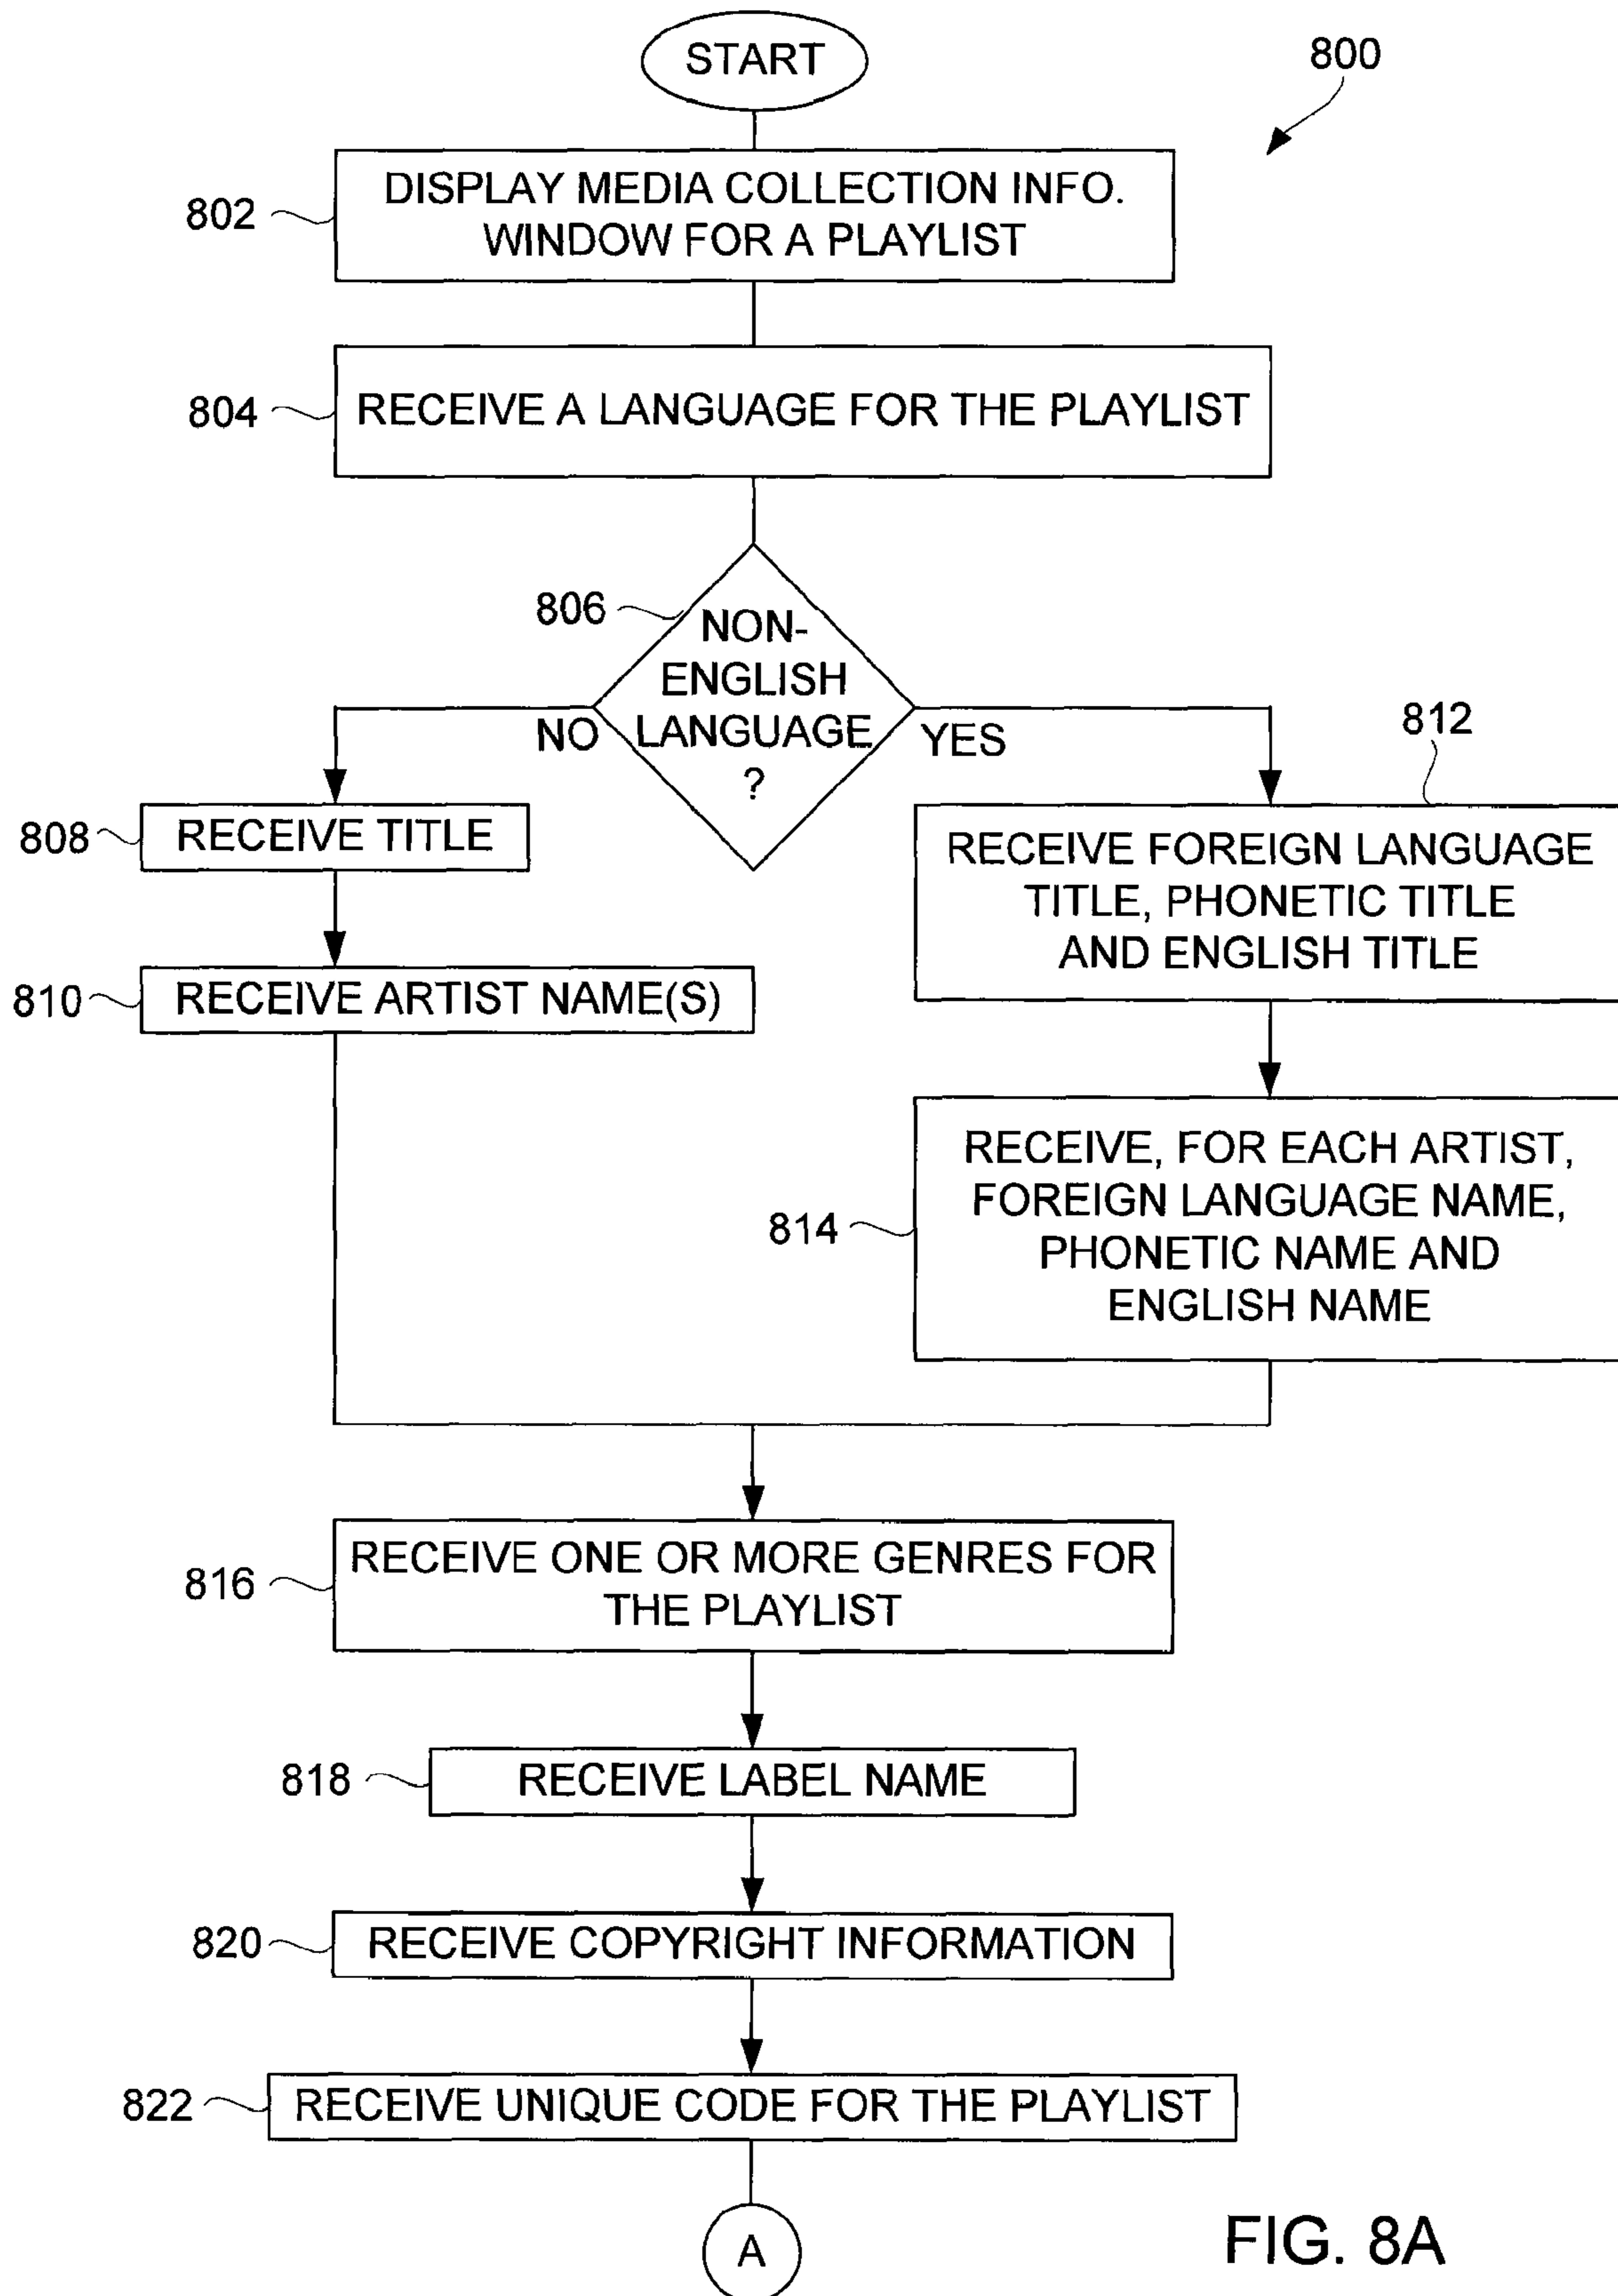 START
800
802
DISPLAY MEDIA COLLECTION INFO.
WINDOW FOR A PLAYLIST
804
RECEIVE A LANGUAGE FOR THE PLAYLIST
806
NON-
ENGLISH
LANGUAGE
?
NO
YES
808
RECEIVE TITLE
810
RECEIVE ARTIST NAME(S)
812
RECEIVE FOREIGN LANGUAGE
TITLE, PHONETIC TITLE
AND ENGLISH TITLE
814
RECEIVE, FOR EACH ARTIST,
FOREIGN LANGUAGE NAME,
PHONETIC NAME AND
ENGLISH NAME
816
RECEIVE ONE OR MORE GENRES FOR
THE PLAYLIST
818
RECEIVE LABEL NAME
820
RECEIVE COPYRIGHT INFORMATION
822
RECEIVE UNIQUE CODE FOR THE PLAYLIST
A
FIG. 8A